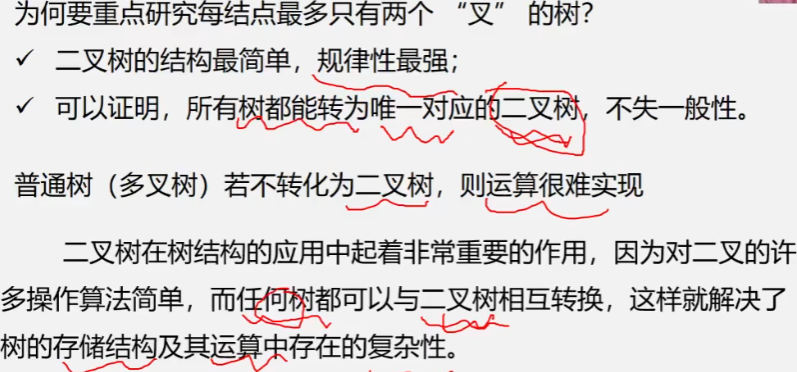 为何要重点研究每结点最多只有两个 “叉” 的树？
✓ 二叉树的结构最简单，规律性最强；
✓ 可以证明，所有树都能转为唯一对应的二叉树，不失一般性。
普通树（多叉树）若不转化为二叉树，则运算很难实现
二叉树在树结构的应用中起着非常重要的作用，因为对二叉的许
多操作算法简单，而任何树都可以与二叉树相互转换，这样就解决了
树的存储结构及其运算中存在的复杂性。